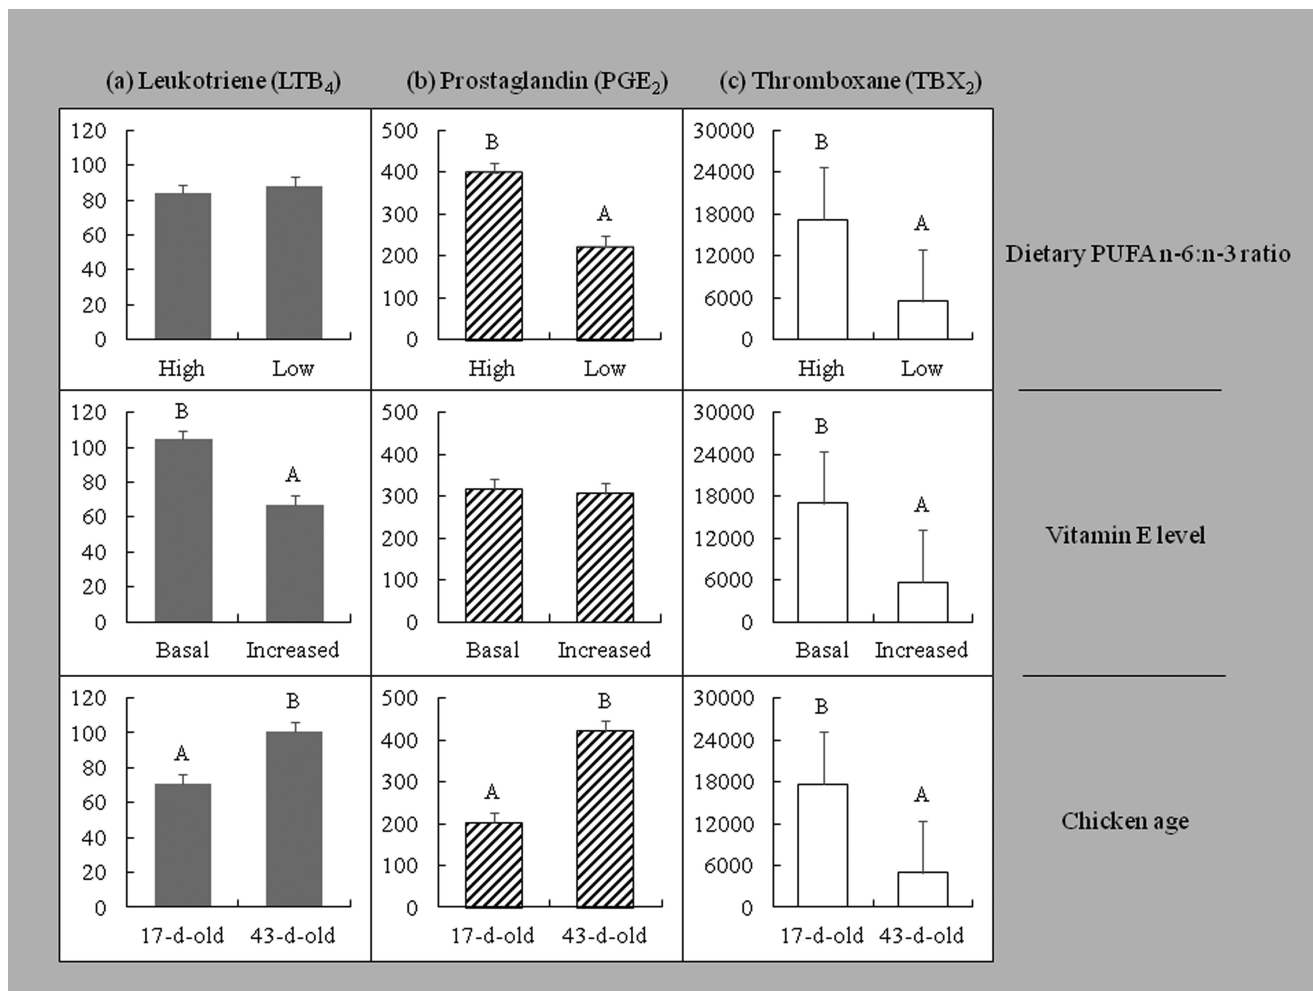 (a) Leukotriene (LTB4)
(b) Prostaglandin (PGE2)
(c) Thromboxane (TBX2)
120
100
80
60
40
20
0
High Low
B
A
500
400
300
200
100
0
High Low
B
A
30000
24000
18000
12000
6000
0
High Low
Dietary PUFA n-6:n-3 ratio
B
A
120
100
80
60
40
20
0
Basal Increased
500
400
300
200
100
0
Basal Increased
B
A
30000
24000
18000
12000
6000
0
Basal Increased
Vitamin E level
A
B
120
100
80
60
40
20
0
17-d-old 43-d-old
A
B
500
400
300
200
100
0
17-d-old 43-d-old
B
A
30000
24000
18000
12000
6000
0
17-d-old 43-d-old
Chicken age